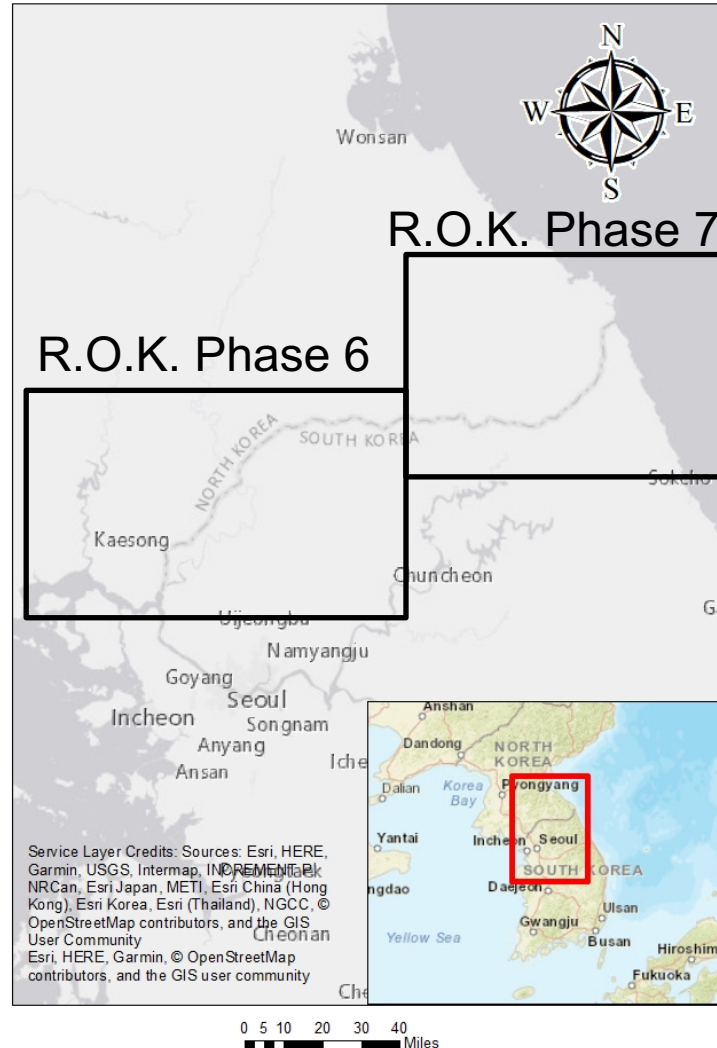 N
W E
S
Wonsan
R.O.K. Phase 7
R.O.K. Phase 6
NORTH KOREA
SOUTH KOREA
Sokcho
Kaesong
Chuncheon
Uijeongbu
Namyangju
Goyang
Seoul
Incheon
Songnam
Anyang
Ansan
Iche
Service Layer Credits: Sources: Esri, HERE,
Garmin, USGS, Intermap, INCREMENT P,
NRCan, Esri Japan, METI, Esri China (Hong
Kong), Esri Korea, Esri (Thailand), NGCC, ©
OpenStreetMap contributors, and the GIS
User Community
Cheonan
Esri, HERE, Garmin, © OpenStreetMap
contributors, and the GIS user community
Anshan
Dandong
NORTH
KOREA
Dalian
Korea
Bay
Pyongyang
Yantai
Incheon
Seoul
SOUTH KOREA
Daejeon
ngdao
Ulsan
Gwangju
Busan
Yellow Sea
Hiroshim
Fukuoka
0 5 10 20 30 40
Miles